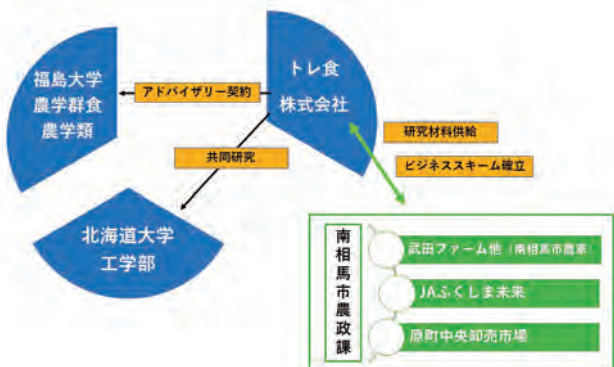 福島大学
農学群食
農学類
アドバイザリー契約
トレ食
株式会社
共同研究
研究材料供給
ビジネススキーム確立
北海道大学
工学部
南相馬市農政課
武田ファーム他（南相馬市農家）
JAふくしま未来
原町中央卸売市場